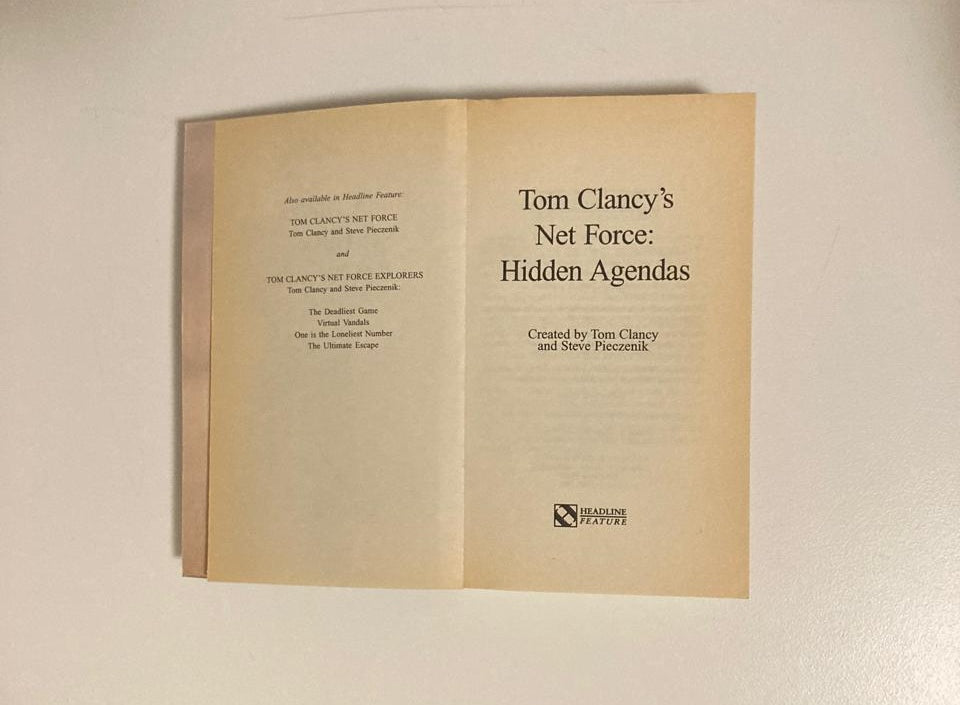 Also available in Headline Feature:
TOM CLANCY'S NET FORCE
Tom Clancy and Steve Pieczenik
and
TOM CLANCY'S NET FORCE EXPLORERS
Tom Clancy and Steve Pieczenik:
The Deadliest Game
Virtual Vandals
One is the Loneliest Number
The Ultimate Escape
Tom Clancy's
Net Force:
Hidden Agendas
Created by Tom Clancy
and Steve Pieczenik
HEADLINE
FEATURE